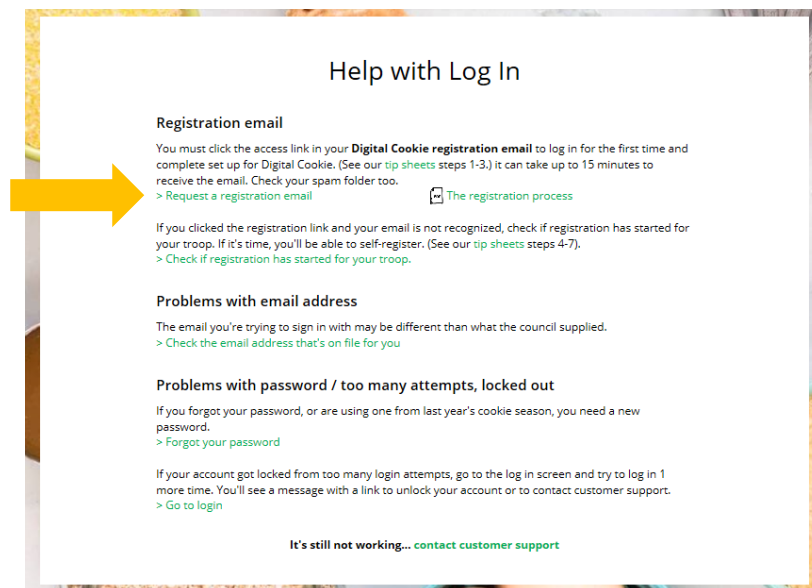 Help with Log In
Registration email
You must click the access link in your Digital Cookie registration email to log in for the first time and
complete set up for Digital Cookie. (See our tip sheets steps 1-3.) it can take up to 15 minutes to
receive the email. Check your spam folder too.
> Request a registration email The registration process
If you clicked the registration link and your email is not recognized, check if registration has started for
your troop. If it's time, you'll be able to self-register. (See our tip sheets steps 4-7).
> Check if registration has started for your troop.
Problems with email address
The email you're trying to sign in with may be different than what the council supplied.
> Check the email address that's on file for you
Problems with password / too many attempts, locked out
If you forgot your password, or are using one from last year's cookie season, you need a new
password.
> Forgot your password
If your account got locked from too many login attempts, go to the log in screen and try to log in 1
more time. You'll see a message with a link to unlock your account or to contact customer support.
> Go to login
It's still not working... contact customer support